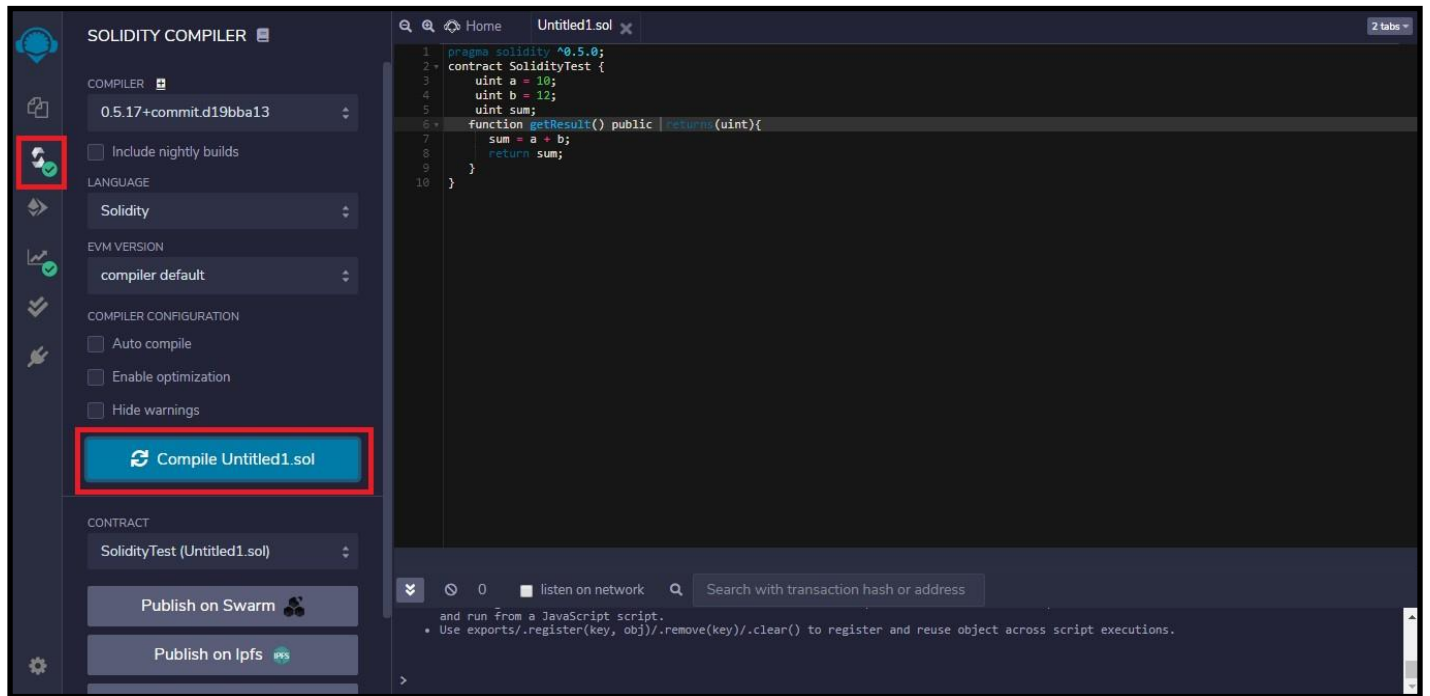 SOLIDITY COMPILER
COMPILER
0.5.17+commit.d19bba13
Include nightly builds
LANGUAGE
Solidity
EVM VERSION
compiler default
COMPILER CONFIGURATION
Auto compile
Enable optimization
Hide warnings
Compile Untitled1.sol
CONTRACT
SolidityTest (Untitled1.sol)
Publish on Swarm
Publish on Ipfs IPFS
Home Untitled1.sol 2 tabs
1 pragma solidity ^0.5.0;
2 contract SolidityTest {
3 uint a = 10;
4 uint b = 12;
5 uint sum;
6 function getResult() public returns(uint){
7 sum = a + b;
8 return sum;
9 }
10 }
0 listen on network Search with transaction hash or address
and run from a JavaScript script.
• Use exports/.register(key, obj)/.remove(key)/.clear() to register and reuse object across script executions.
>